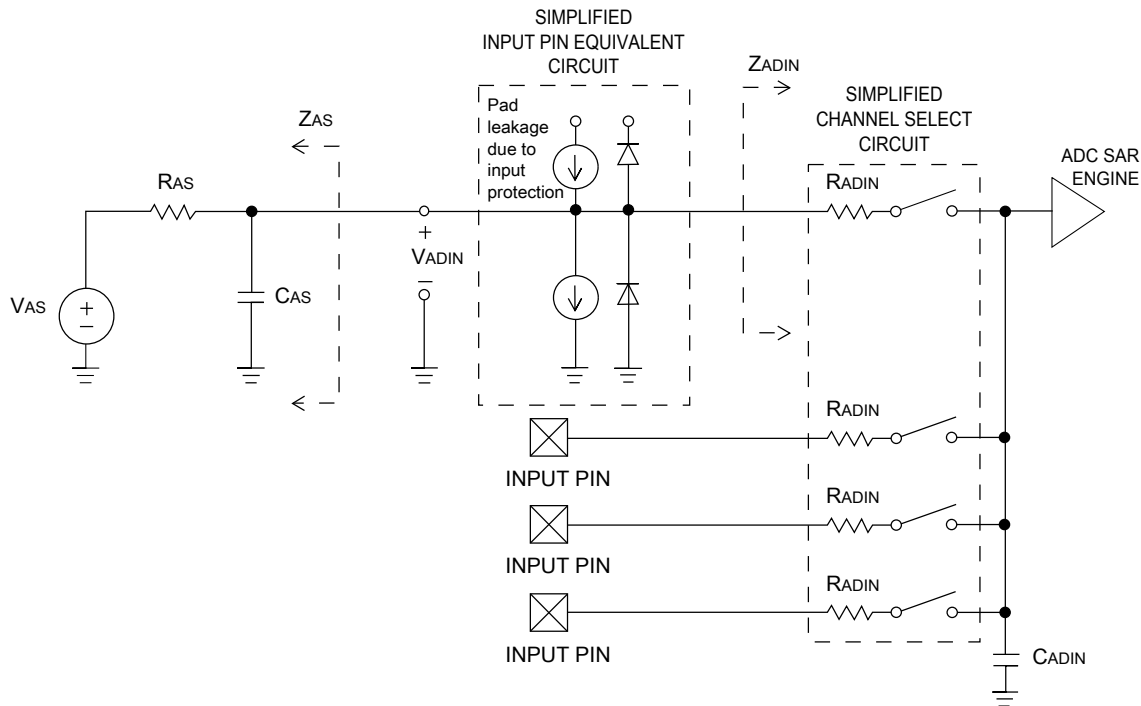 SIMPLIFIED
INPUT PIN EQUIVALENT
CIRCUIT
ZADIN
SIMPLIFIED
CHANNEL SELECT
CIRCUIT
Pad
leakage
due to
input
protection
ZAS
ADC SAR
ENGINE
RAS
RADIN
+
VADIN
–
VAS
+
–
CAS
RADIN
INPUT PIN
RADIN
INPUT PIN
RADIN
INPUT PIN
CADIN